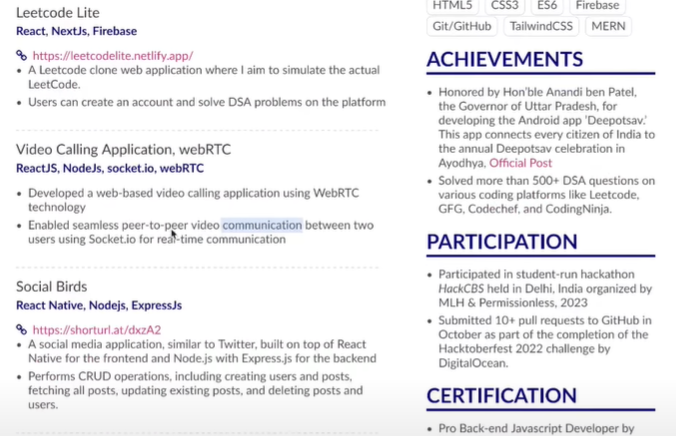 Leetcode Lite
React, NextJs, Firebase
https://leetcodelite.netlify.app/
• A Leetcode clone web application where I aim to simulate the actual
LeetCode.
• Users can create an account and solve DSA problems on the platform
Video Calling Application, webRTC
ReactJS, NodeJs, socket.io, webRTC
• Developed a web-based video calling application using WebRTC
technology
• Enabled seamless peer-to-peer video communication between two
users using Socket.io for real-time communication
Social Birds
React Native, Nodejs, ExpressJs
https://shorturl.at/dxzA2
• A social media application, similar to Twitter, built on top of React
Native for the frontend and Node.js with Express.js for the backend
• Performs CRUD operations, including creating users and posts,
fetching all posts, updating existing posts, and deleting posts and
users.
HTML5 CSS3 ES6 Firebase
Git/GitHub TailwindCSS MERN
ACHIEVEMENTS
• Honored by Hon'ble Anandi ben Patel,
the Governor of Uttar Pradesh, for
developing the Android app 'Deepotsav.'
This app connects every citizen of India to
the annual Deepotsav celebration in
Ayodhya. Official Post
• Solved more than 500+ DSA questions on
various coding platforms like Leetcode,
GFG, Codechef, and CodingNinja.
PARTICIPATION
• Participated in student-run hackathon
HackCBS held in Delhi, India organized by
MLH & Permissionless, 2023
• Submitted 10+ pull requests to GitHub in
October as part of the completion of the
Hacktoberfest 2022 challenge by
DigitalOcean.
CERTIFICATION
• Pro Back-end Javascript Developer by